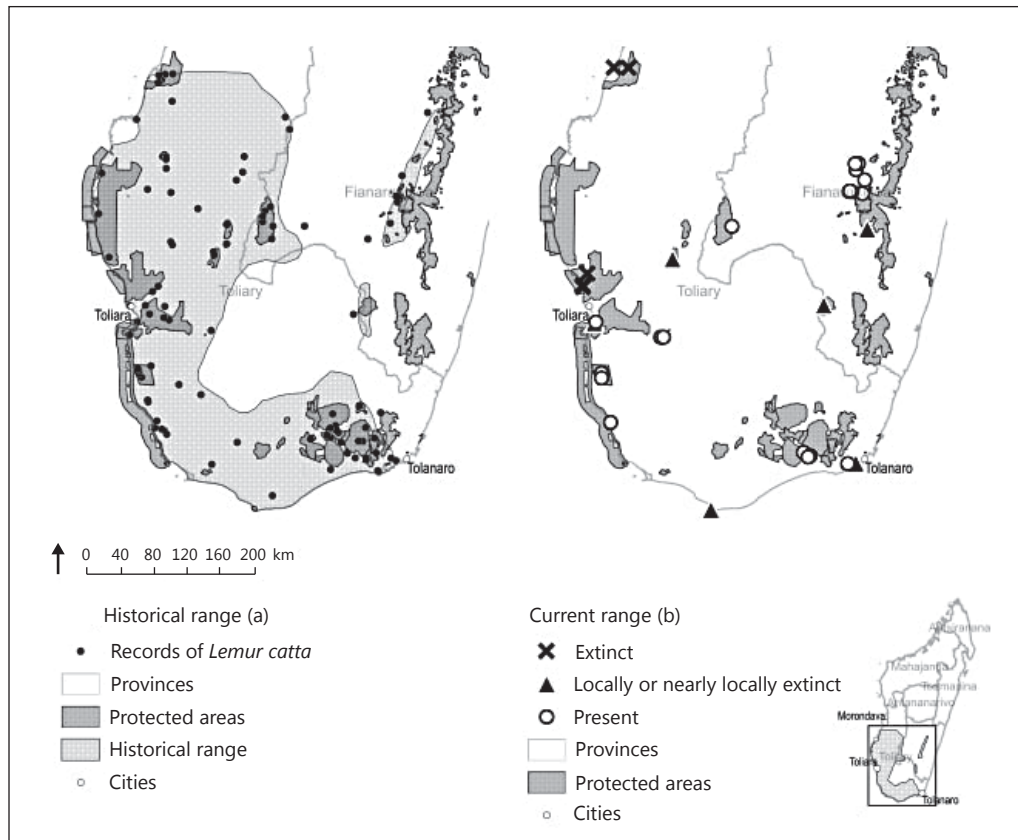 Fianar
Toliary
Toliara
Tolanaro
Fiana
Toliary
Toliara
Tolanaro
0 40 80 120 160 200 km
Historical range (a)
Records of Lemur catta
Provinces
Protected areas
Historical range
Cities
Current range (b)
Extinct
Locally or nearly locally extinct
Present
Provinces
Protected areas
Cities
Antsiranana
Mahajanga
Toamasina
Antananarivo
Morondava
Toliara
Toliary
Tolanaro